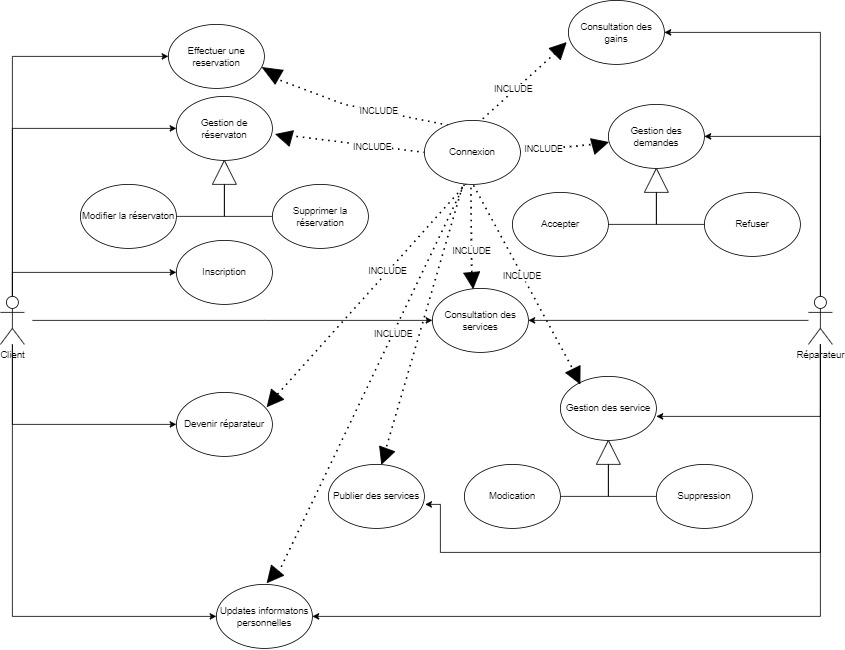 Consultation des
gains
Effectuer une
reservation
INCLUDE
INCLUDE
Gestion de
réservaton
Gestion des
demandes
INCLUDE
INCLUDE
Connexion
Modifier la réservaton
Supprimer la
réservation
Accepter
Refuser
INCLUDE
Inscription
INCLUDE
INCLUDE
Consultation des
services
INCLUDE
Client
Réparateur
Gestion des service
Devenir réparateur
Publier des services
Modication
Suppression
Updates informatons
personnelles